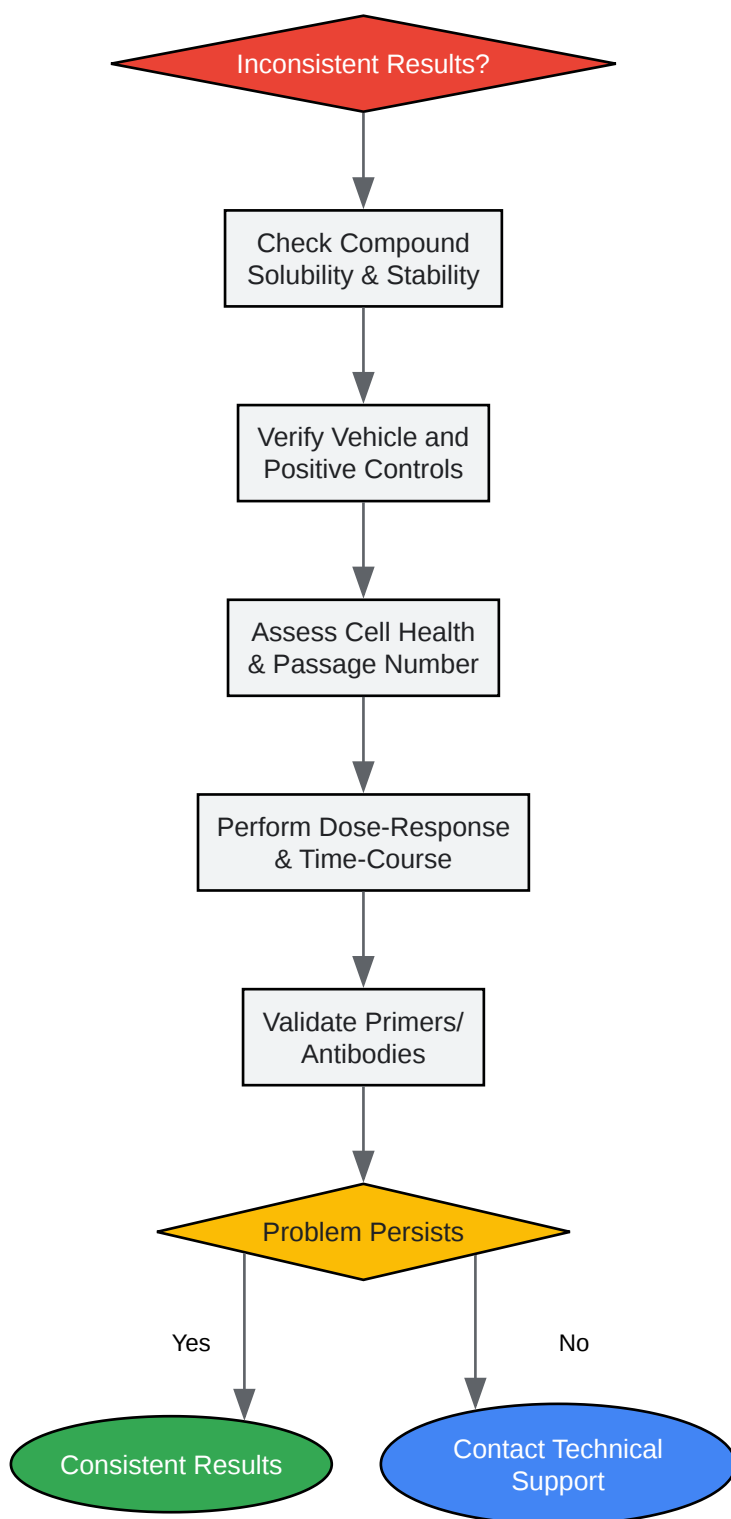 Inconsistent Results?
Check Compound
Solubility & Stability
Verify Vehicle and
Positive Controls
Assess Cell Health
& Passage Number
Perform Dose-Response
& Time-Course
Validate Primers/
Antibodies
Problem Persists
Yes
No
Consistent Results
Contact Technical
Support